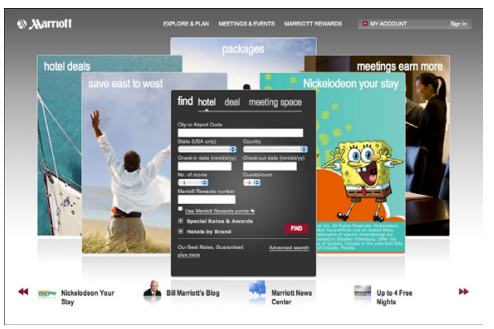 Marriott
EXPLORE & PLAN MEETINGS & EVENTS MARRIOTT REWARDS MY ACCOUNT Sign In
packages
hotel deals
meetings earn more
save east to west
Nickelodeon your stay
find hotel deal meeting space
City or Airport Code
State (USA only) Country
Check-in date (mm/dd/yy) Check-out date (mm/dd/yy)
No. of rooms Guests/room
1 1
Marriott Rewards number
Use Marriott Rewards points
Special Rates & Awards
Hotels by Brand
FIND
Our Best Rates, Guaranteed Advanced search
plus more
Nickelodeon Your Stay
Bill Marriott's Blog
Marriott News Center
Up to 4 Free Nights